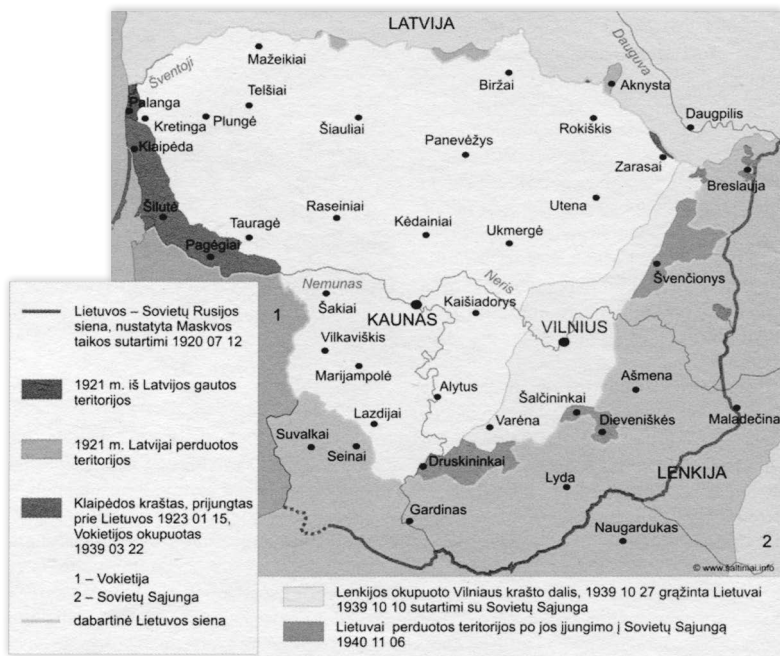 LATVIJA
Mažeikiai
Dauguva
Šventoji
Biržai
Aknysta
Telšiai
Palanga
Kretinga
Plungė
Šiauliai
Rokiškis
Daugpilis
Klaipėda
Panevėžys
Zarasai
Breslauja
Utena
Šilutė
Raseiniai
Tauragė
Kėdainiai
Ukmergė
Pagėgiai
Švenčionys
Neris
Nemunas
Šakiai
Kaišiadorys
1
KAUNAS
VILNIUS
Vilkaviškis
Marijampolė
Ašmena
Alytus
Šalčininkai
Lazdijai
Varėna
Dieveniškės
Maladečina
Suvalkai
Seinai
Druskininkai
LENKIJA
Lyda
Gardinas
Naugardukas
2
© www.šaltiniai.info
Lietuvos – Sovietų Rusijos
siena, nustatyta Maskvos
taikos sutartimi 1920 07 12
1921 m. iš Latvijos gautos
teritorijos
1921 m. Latvijai perduotos
teritorijos
Klaipėdos kraštas, prijungtas
prie Lietuvos 1923 01 15,
Vokietijos okupuotas
1939 03 22
1 – Vokietija
2 – Sovietų Sąjunga
dabartinė Lietuvos siena
Lenkijos okupuoto Vilniaus krašto dalis, 1939 10 27 grąžinta Lietuvai
1939 10 10 sutartimi su Sovietų Sąjunga
Lietuvai perduotos teritorijos po jos įjungimo į Sovietų Sąjungą
1940 11 06